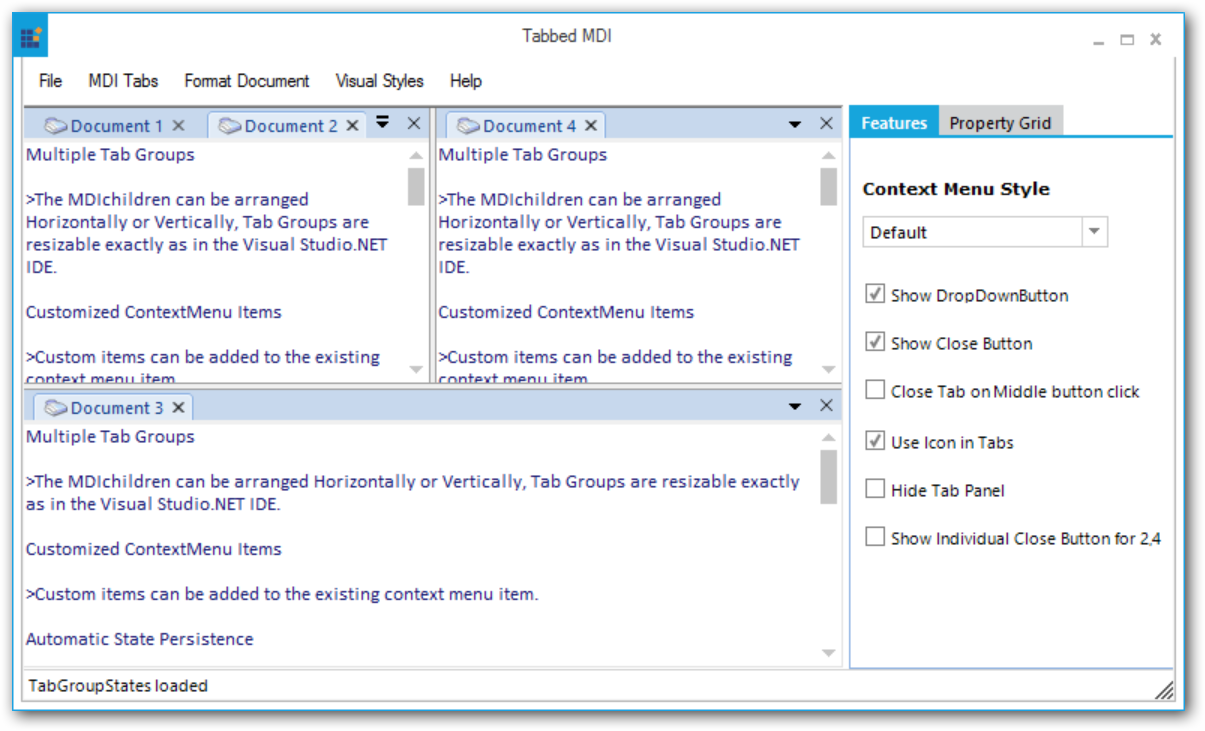 Tabbed MDI
File MDI Tabs Format Document Visual Styles Help
Document 1 Document 2
Multiple Tab Groups
>The MDIchildren can be arranged
Horizontally or Vertically, Tab Groups are
resizable exactly as in the Visual Studio.NET
IDE.
Customized ContextMenu Items
>Custom items can be added to the existing
context menu item.
Document 4
Multiple Tab Groups
>The MDIchildren can be arranged
Horizontally or Vertically, Tab Groups are
resizable exactly as in the Visual Studio.NET
IDE.
Customized ContextMenu Items
>Custom items can be added to the existing
context menu item.
Document 3
Multiple Tab Groups
>The MDIchildren can be arranged Horizontally or Vertically, Tab Groups are resizable exactly
as in the Visual Studio.NET IDE.
Customized ContextMenu Items
>Custom items can be added to the existing context menu item.
Automatic State Persistence
Features Property Grid
Context Menu Style
Default
Show DropDownButton
Show Close Button
Close Tab on Middle button click
Use Icon in Tabs
Hide Tab Panel
Show Individual Close Button for 2,4
TabGroupStates loaded